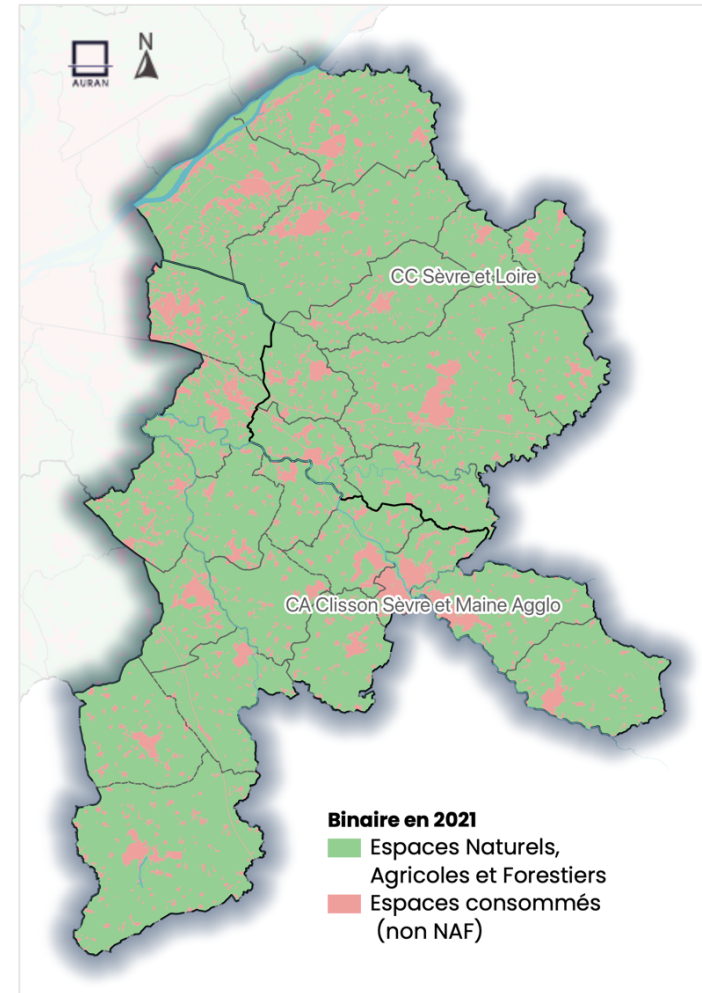 N
AURAN
CC Sèvre et Loire
CA Clisson Sèvre et Maine Agglo
Binaire en 2021
Espaces Naturels,
Agricoles et Forestiers
Espaces consommés
(non NAF)